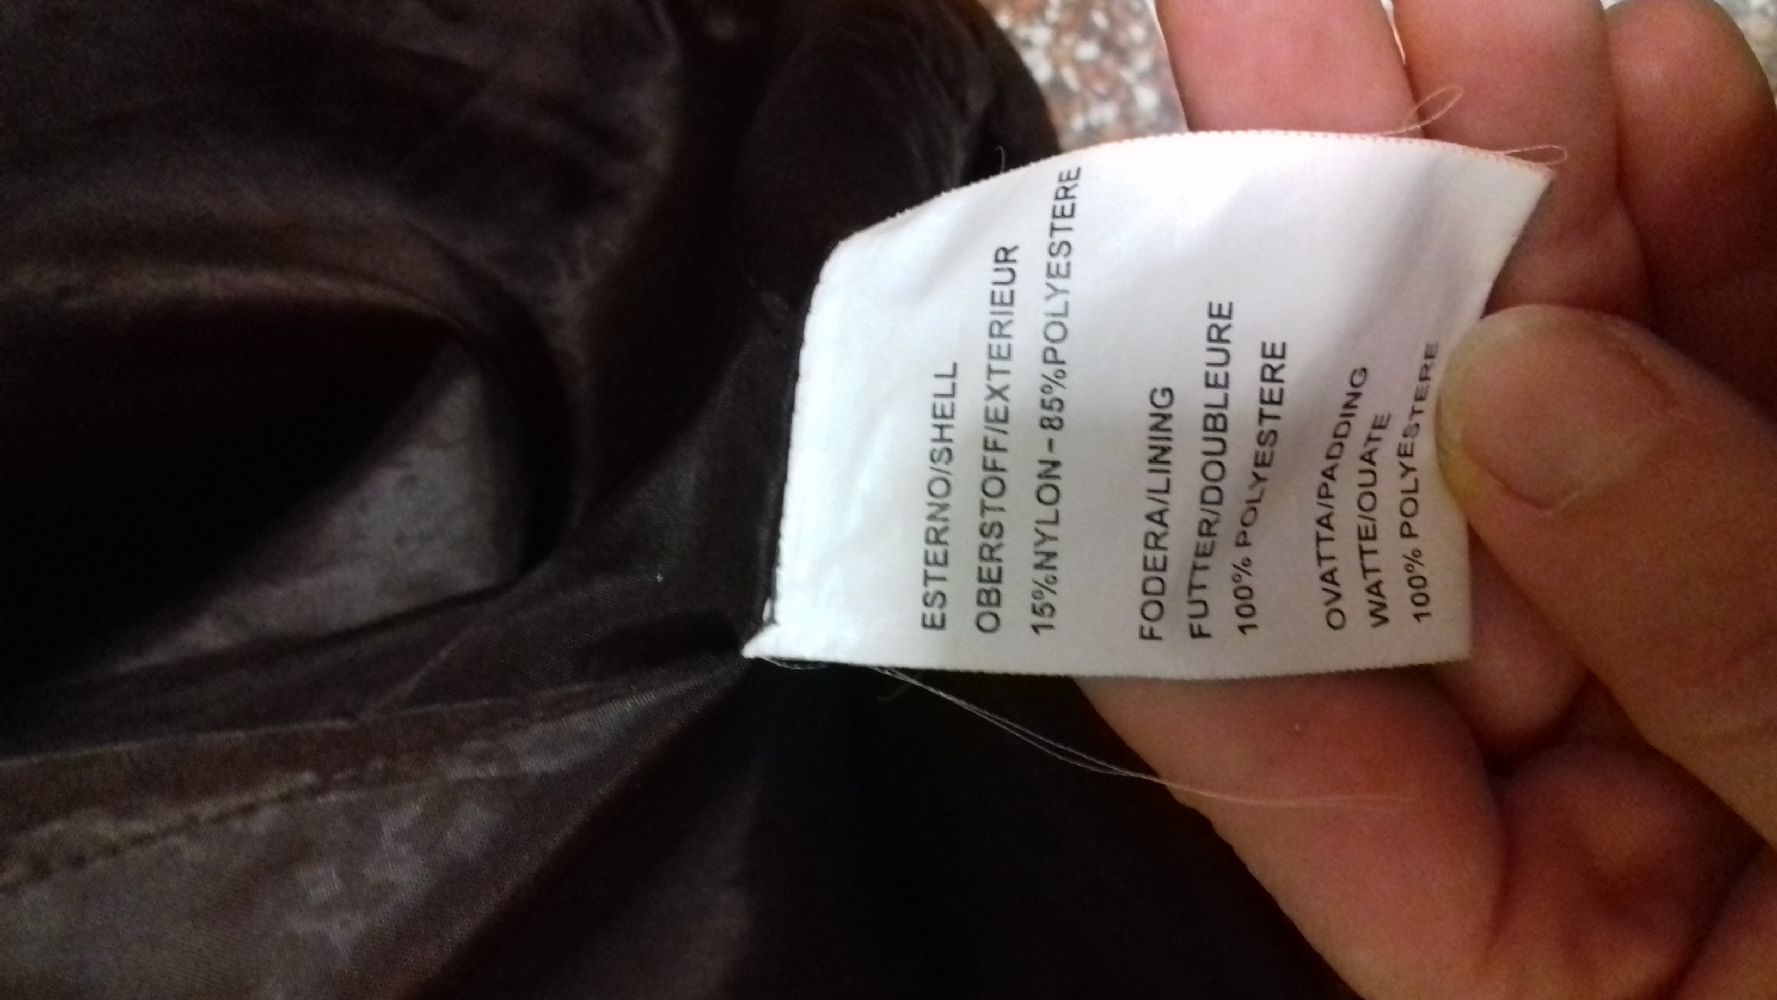 ESTERNO/SHELL
OBERSTOFF/EXTERIEUR
15%NYLON-85%POLYESTERE
FODERA/LINING
FUTTER/DOUBLEURE
100% POLYESTERE
OVATTA/PADDING
WATTE/OUATE
100% POLYESTERE